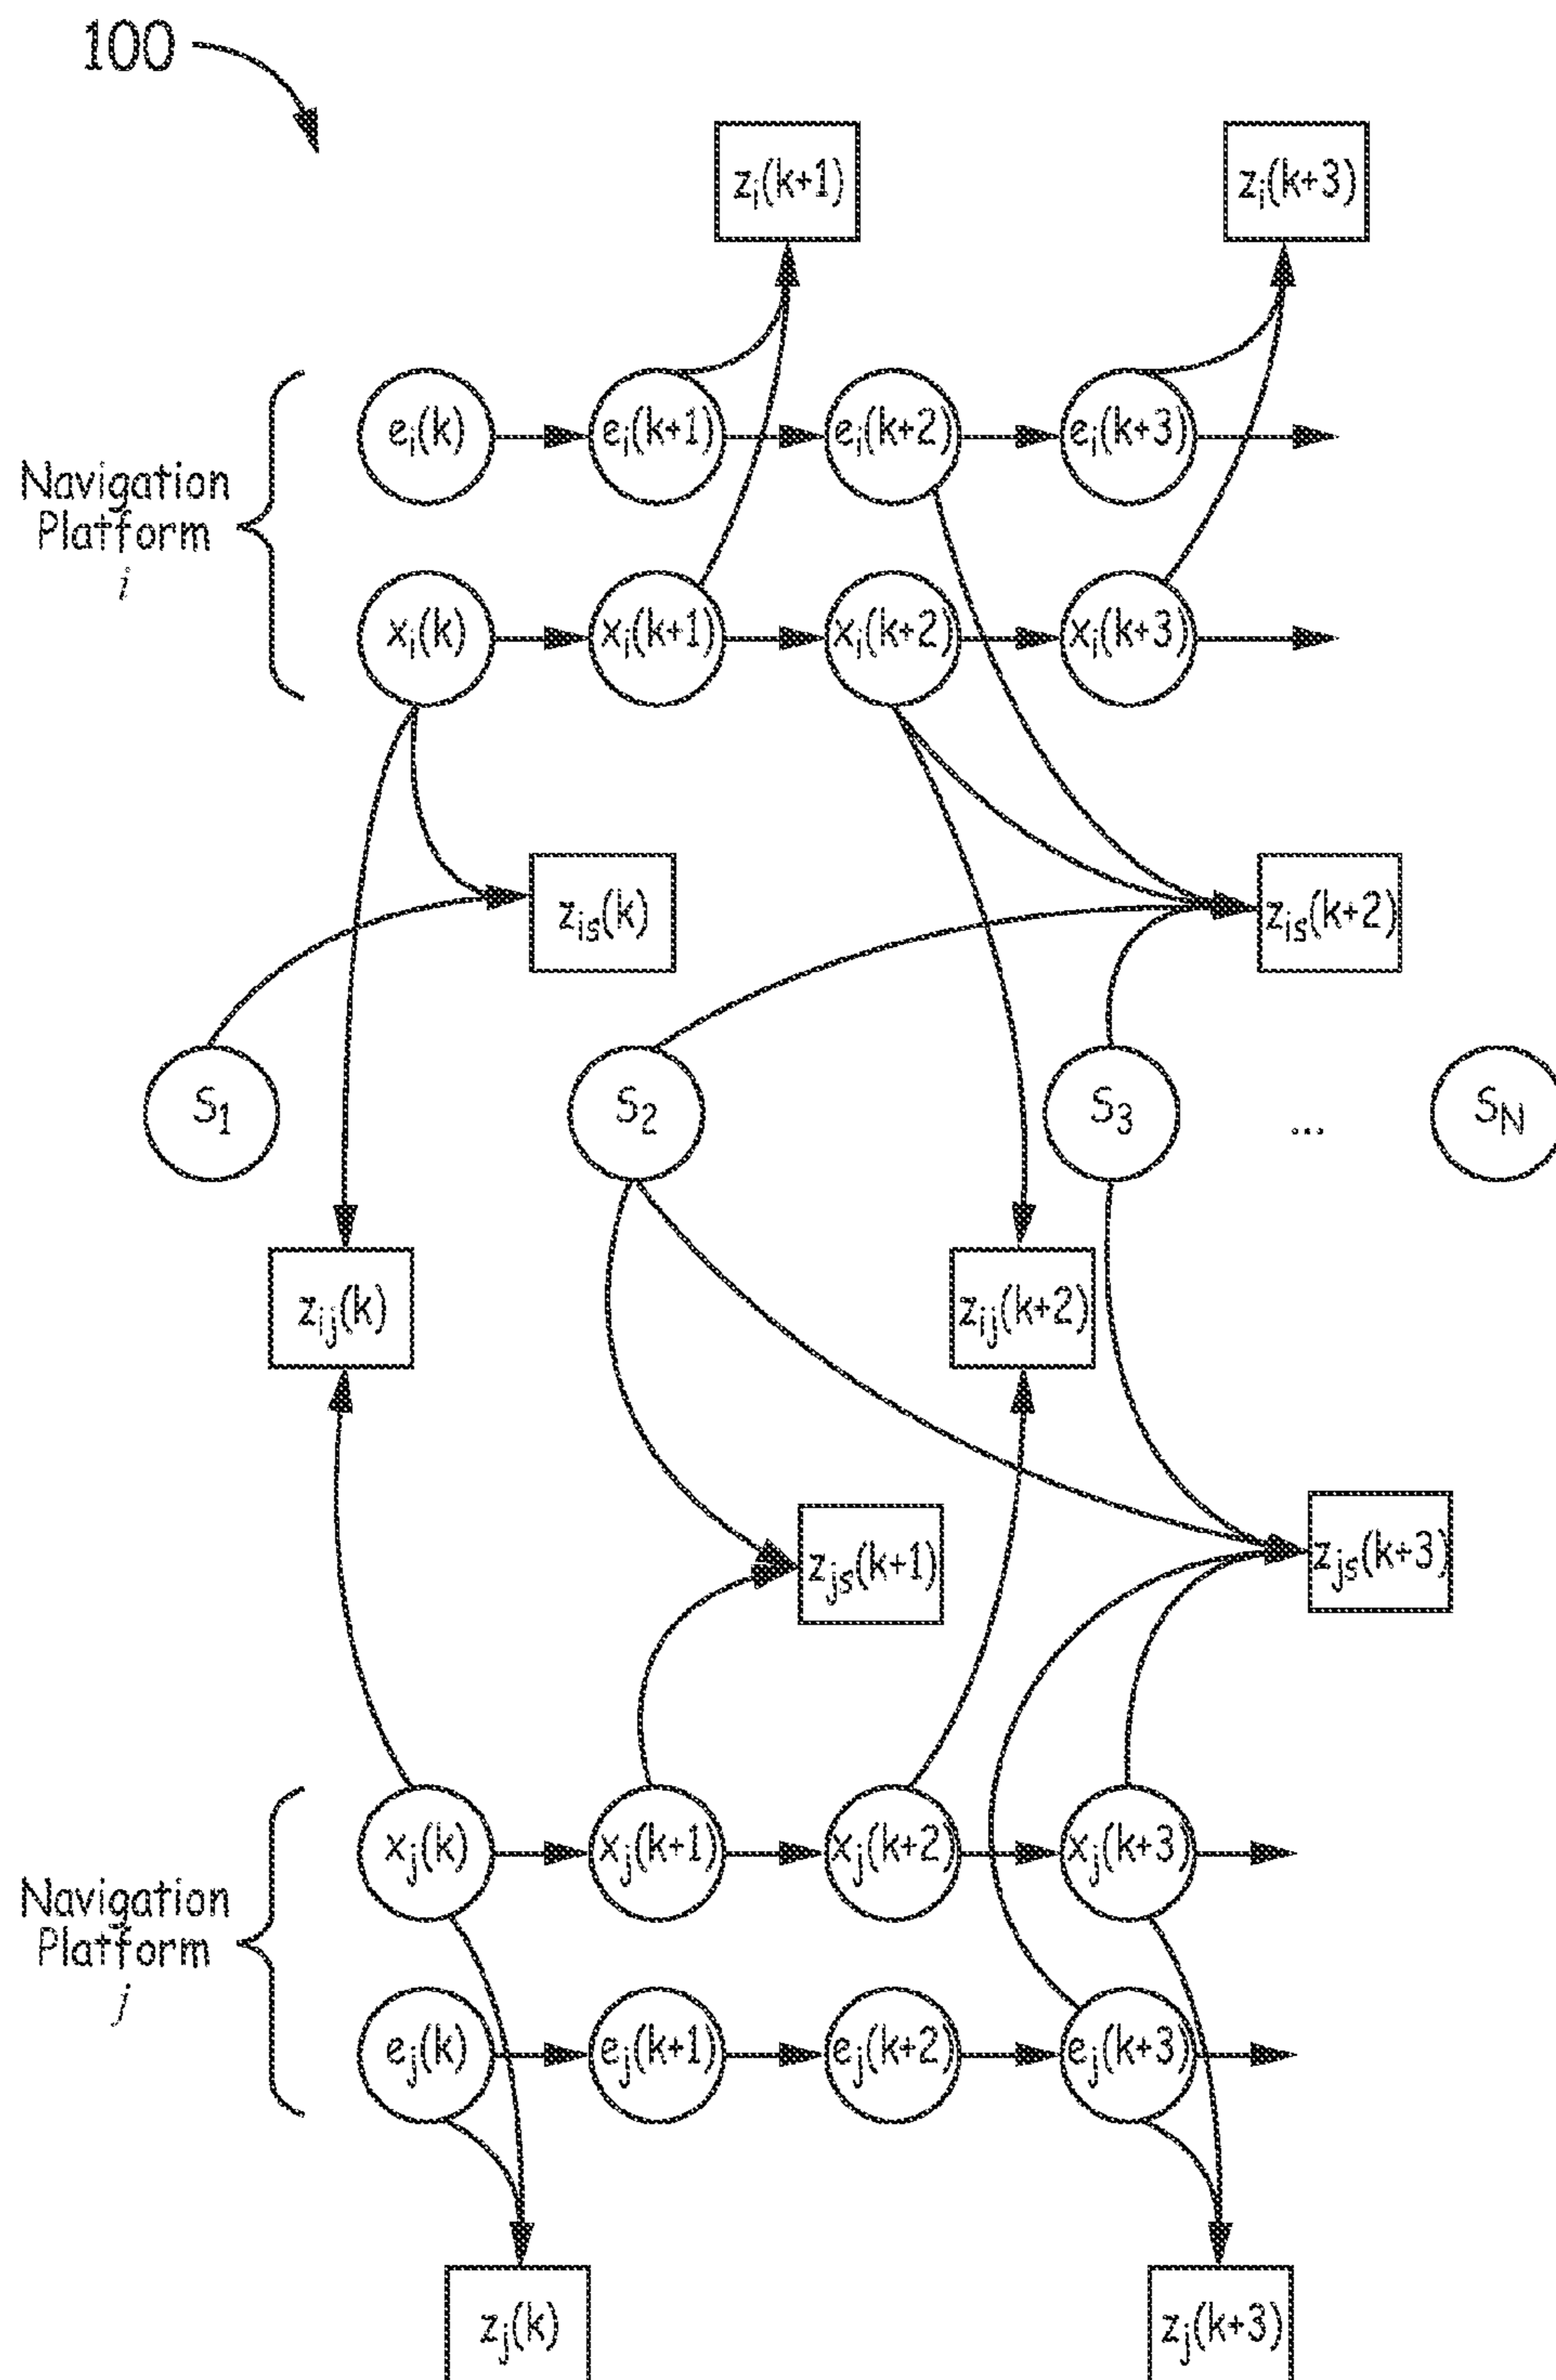 100
z_i(k+1)
z_i(k+3)
e_i(k)
e_i(k+1)
e_i(k+2)
e_i(k+3)
Navigation
Platform
i
x_i(k)
x_i(k+1)
x_i(k+2)
x_i(k+3)
z_is(k)
z_is(k+2)
S_1
S_2
S_3
...
S_N
z_ij(k)
z_ij(k+2)
z_js(k+1)
z_js(k+3)
x_j(k)
x_j(k+1)
x_j(k+2)
x_j(k+3)
Navigation
Platform
j
e_j(k)
e_j(k+1)
e_j(k+2)
e_j(k+3)
z_j(k)
z_j(k+3)